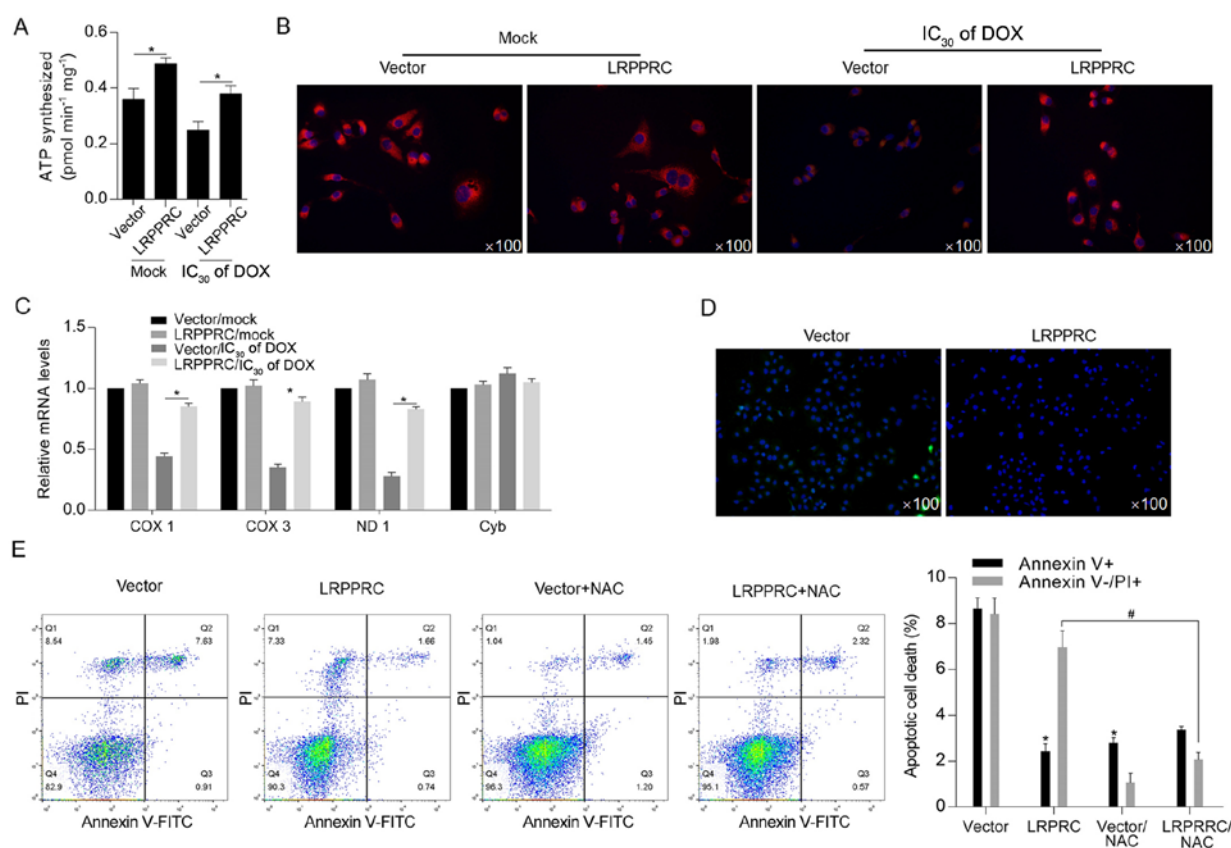 A
ATP synthesized
(pmol min⁻¹ mg⁻¹)
0.6
0.4
0.2
0.0
*
*
Vector
LRPPRC
Vector
LRPPRC
Mock
IC₃₀ of DOX
B
Mock
IC₃₀ of DOX
Vector
LRPPRC
Vector
LRPPRC
×100
×100
×100
×100
C
Relative mRNA levels
1.5
1.0
0.5
0.0
Vector/mock
LRPPRC/mock
Vector/IC₃₀ of DOX
LRPPRC/IC₃₀ of DOX
*
*
*
COX 1
COX 3
ND 1
Cyb
D
Vector
LRPPRC
×100
×100
E
Vector
LRPPRC
Vector+NAC
LRPPRC+NAC
Q1
8.54
Q2
7.63
Q4
82.9
Q3
0.91
PI
Annexin V-FITC
Q1
7.33
Q2
1.66
Q4
90.3
Q3
0.74
PI
Annexin V-FITC
Q1
1.04
Q2
1.45
Q4
96.3
Q3
1.20
PI
Annexin V-FITC
Q1
1.98
Q2
2.32
Q4
95.1
Q3
0.57
PI
Annexin V-FITC
Annexin V+
Annexin V-/PI+
Apoptotic cell death (%)
10
8
6
4
2
0
#
*
*
Vector
LRPRC
Vector/
NAC
LRPRRC/
NAC